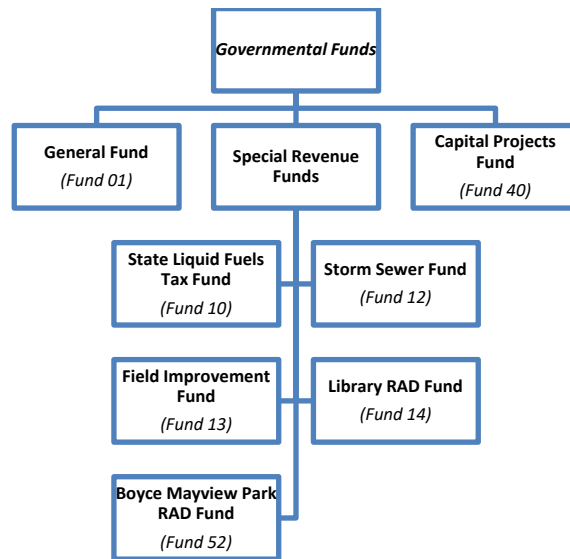 Governmental Funds
General Fund
(Fund 01)
Special Revenue
Funds
Capital Projects
Fund
(Fund 40)
State Liquid Fuels
Tax Fund
(Fund 10)
Storm Sewer Fund
(Fund 12)
Field Improvement
Fund
(Fund 13)
Library RAD Fund
(Fund 14)
Boyce Mayview Park
RAD Fund
(Fund 52)